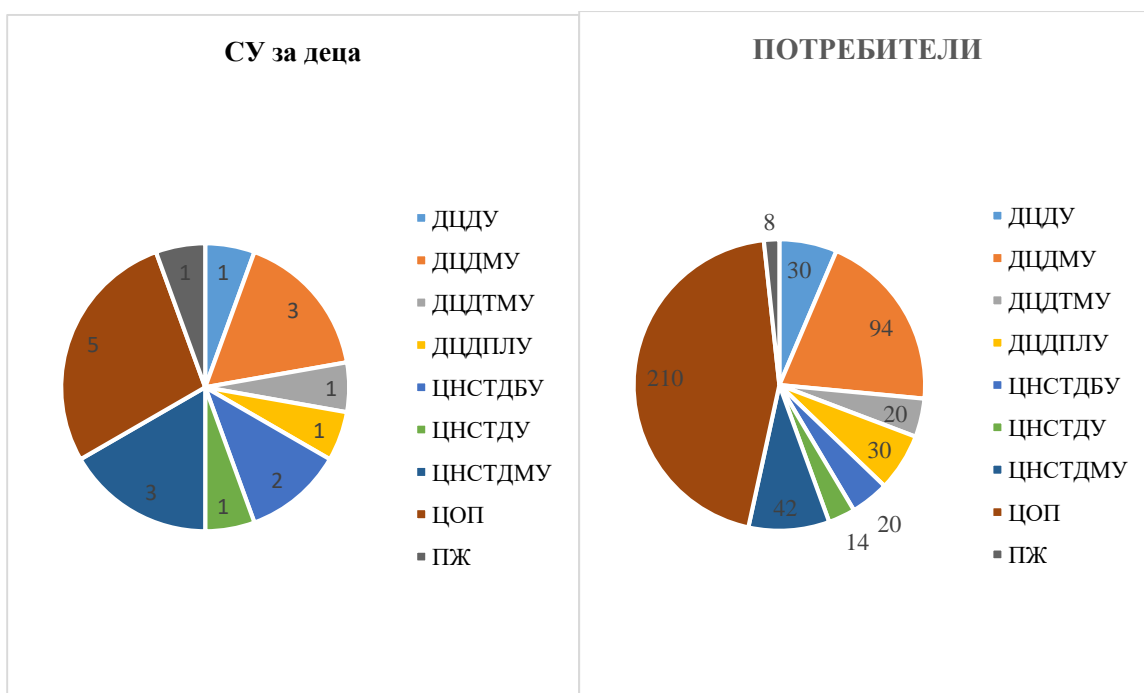 СУ за деца
1
1
3
1
1
2
1
3
5
ДЦДУ
ДЦДМУ
ДЦДТМУ
ДЦДПЛУ
ЦНСТДБУ
ЦНСТДУ
ЦНСТДМУ
ЦОП
ПЖ
ПОТРЕБИТЕЛИ
8
30
94
20
30
20
14
42
210
ДЦДУ
ДЦДМУ
ДЦДТМУ
ДЦДПЛУ
ЦНСТДБУ
ЦНСТДУ
ЦНСТДМУ
ЦОП
ПЖ